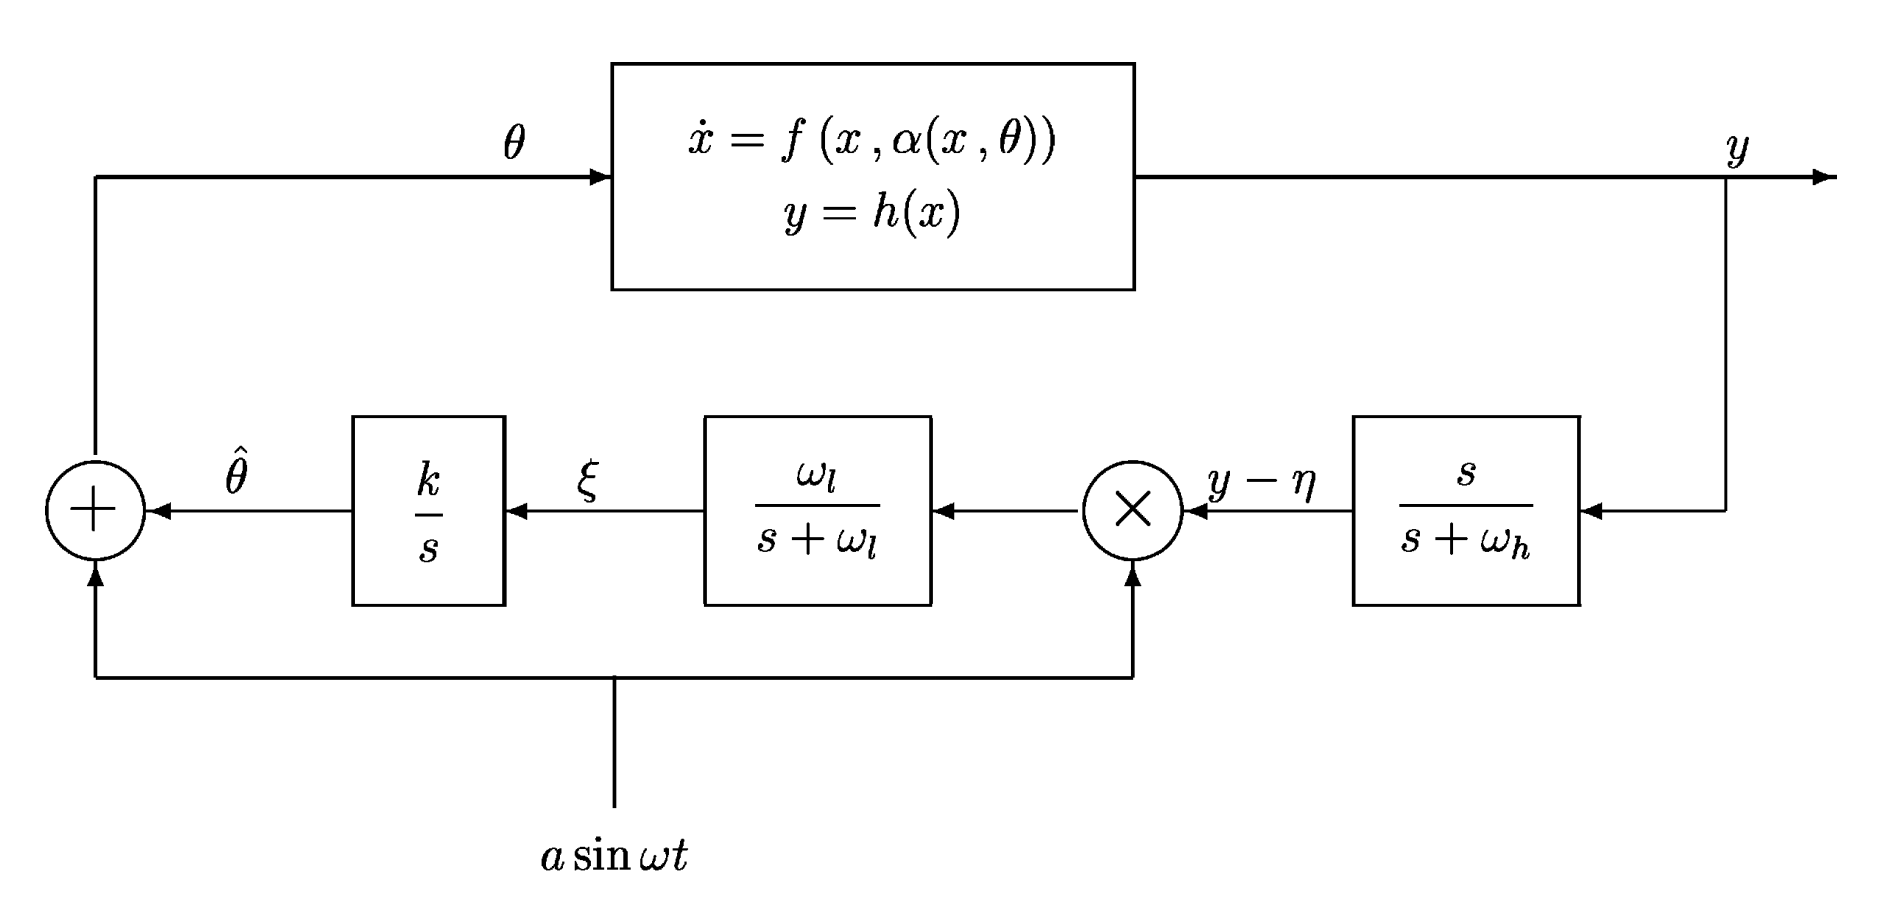 θ
ẋ = f (x , α(x , θ))
y = h(x)
y
+
θ̂
k/s
ξ
ω_l/(s + ω_l)
×
y − η
s/(s + ω_h)
a sin ωt